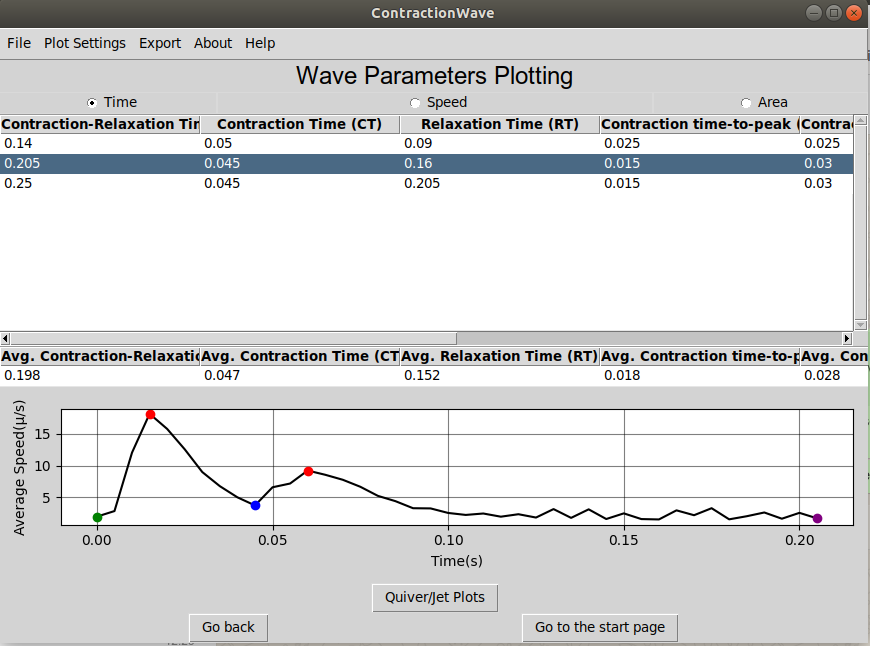 ContractionWave
File Plot Settings Export About Help
Wave Parameters Plotting
Time Speed Area
Contraction-Relaxation Tir Contraction Time (CT) Relaxation Time (RT) Contraction time-to-peak ( Contra
0.14 0.05 0.09 0.025 0.025
0.205 0.045 0.16 0.015 0.03
0.25 0.045 0.205 0.015 0.03
Avg. Contraction-Relaxatio Avg. Contraction Time (CT Avg. Relaxation Time (RT) Avg. Contraction time-to-p Avg. Con
0.198 0.047 0.152 0.018 0.028
Average Speed(μ/s)
15
10
5
0.00 0.05 0.10 0.15 0.20
Time(s)
Quiver/Jet Plots
Go back Go to the start page